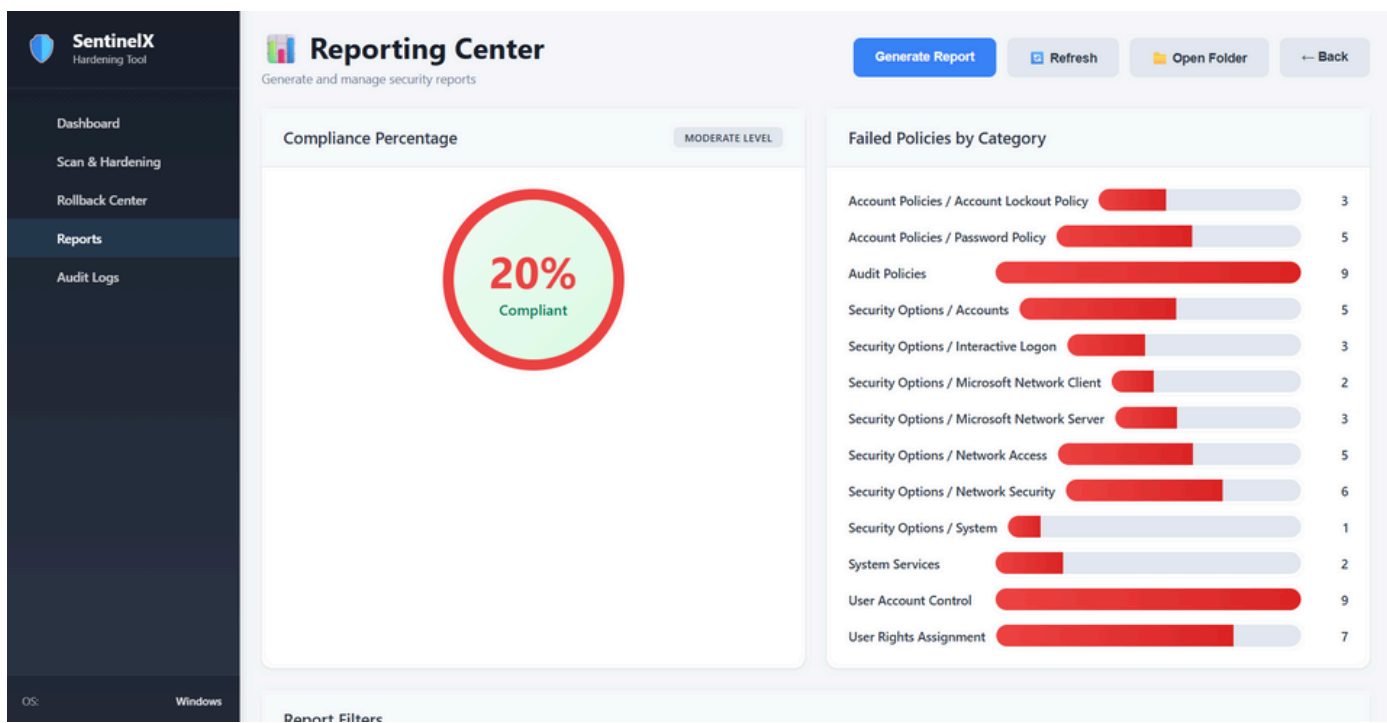 SentinelX
Hardening Tool
Dashboard
Scan & Hardening
Rollback Center
Reports
Audit Logs
OS: Windows
Reporting Center
Generate and manage security reports
Generate Report
Refresh
Open Folder
← Back
Compliance Percentage
MODERATE LEVEL
20%
Compliant
Failed Policies by Category
Account Policies / Account Lockout Policy 3
Account Policies / Password Policy 5
Audit Policies 9
Security Options / Accounts 5
Security Options / Interactive Logon 3
Security Options / Microsoft Network Client 2
Security Options / Microsoft Network Server 3
Security Options / Network Access 5
Security Options / Network Security 6
Security Options / System 1
System Services 2
User Account Control 9
User Rights Assignment 7
Report Filters